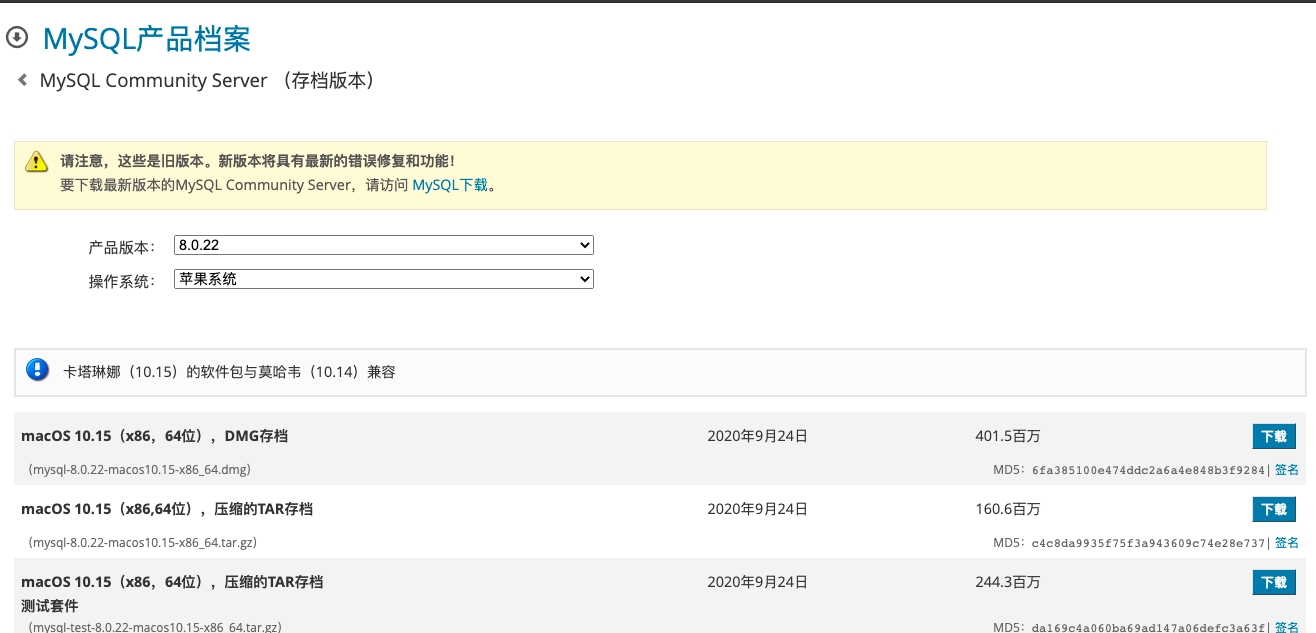 MySQL产品档案
MySQL Community Server （存档版本）
请注意，这些是旧版本。新版本将具有最新的错误修复和功能！
要下载最新版本的MySQL Community Server，请访问 MySQL下载。
产品版本： 8.0.22
操作系统： 苹果系统
卡塔琳娜（10.15）的软件包与莫哈韦（10.14）兼容
macOS 10.15（x86，64位），DMG存档 2020年9月24日 401.5百万 下载
（mysql-8.0.22-macos10.15-x86_64.dmg） MD5：6fa385100e474ddc2a6a4e848b3f9284| 签名
macOS 10.15（x86,64位），压缩的TAR存档 2020年9月24日 160.6百万 下载
（mysql-8.0.22-macos10.15-x86_64.tar.gz） MD5：c4c8da9935f75f3a943609c74e28e737| 签名
macOS 10.15（x86，64位），压缩的TAR存档 2020年9月24日 244.3百万 下载
测试套件
（mysql-test-8.0.22-macos10.15-x86_64.tar.gz） MD5：da169c4a060ba69ad147a06defc3a63f| 签名